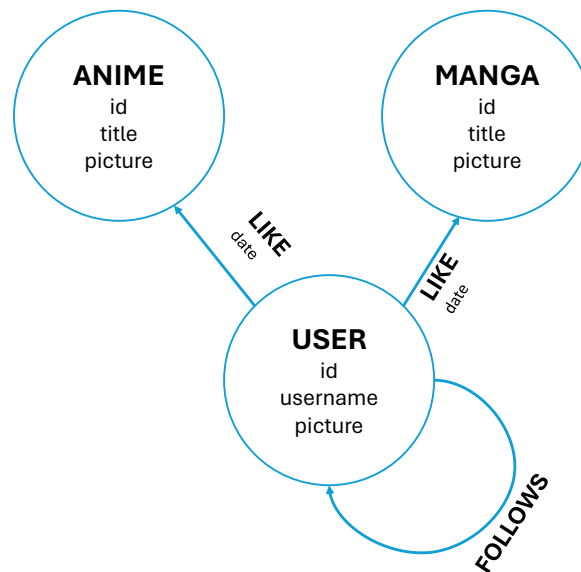 ANIME
id
title
picture
MANGA
id
title
picture
LIKE
date
LIKE
date
USER
id
username
picture
FOLLOWS